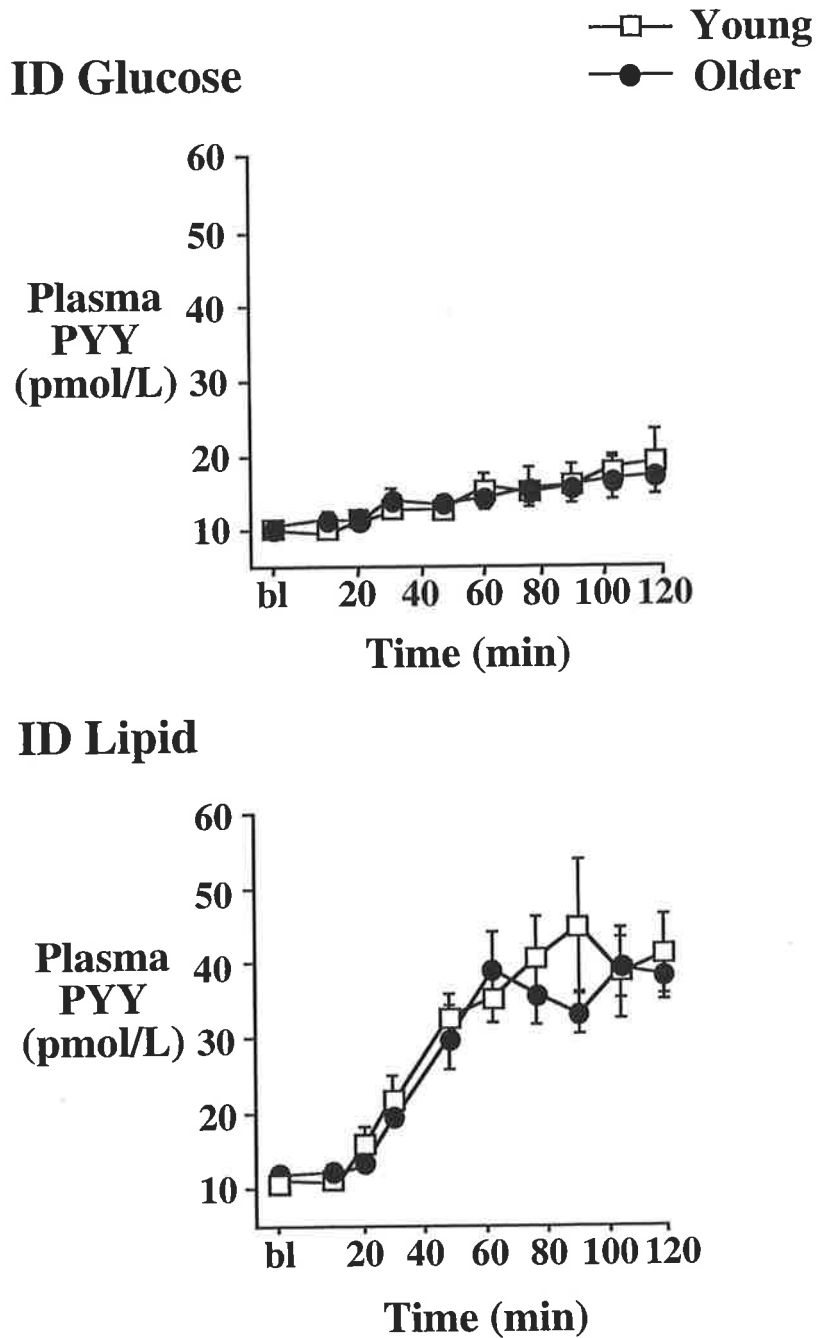 Young
ID Glucose
Older
60
50
Plasma
40
PYY
(pmol/L) 30
20
10
bl 20 40 60 80 100 120
Time (min)
ID Lipid
60
50
Plasma
40
PYY
(pmol/L) 30
20
10
bl 20 40 60 80 100 120
Time (min)